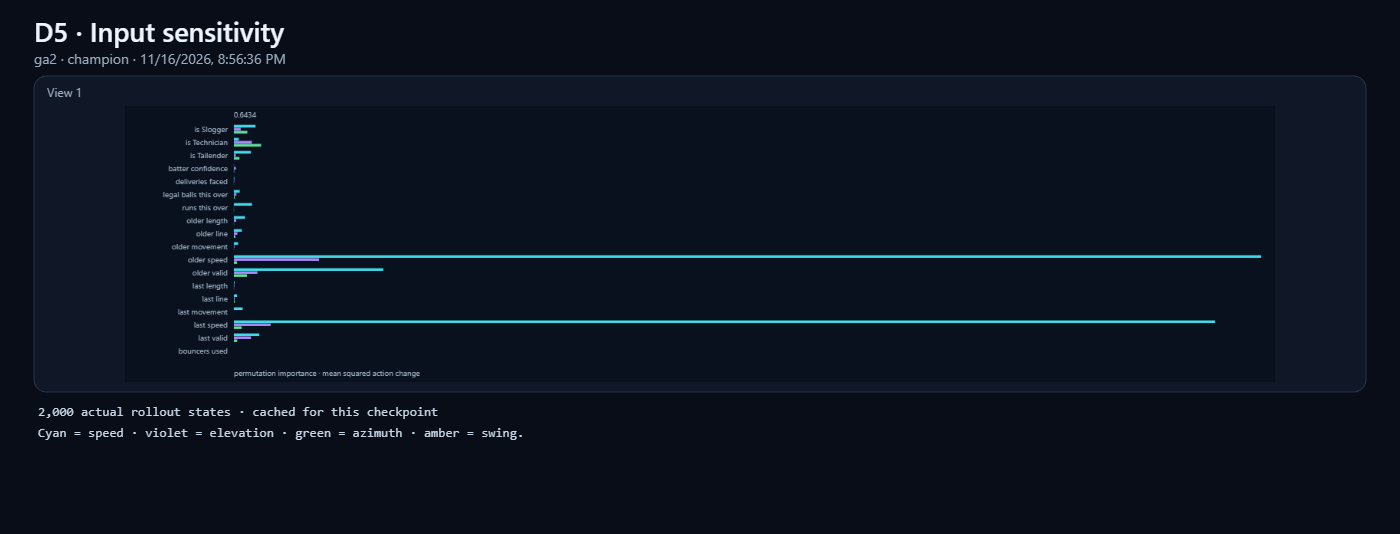 D5 · Input sensitivity
ga2 · champion · 11/16/2026, 8:56:36 PM
View 1
0.6434
is Slogger
is Technician
is Tailender
batter confidence
deliveries faced
legal balls this over
runs this over
older length
older line
older movement
older speed
older valid
last length
last line
last movement
last speed
last valid
bouncers used
permutation importance · mean squared action change
2,000 actual rollout states · cached for this checkpoint
Cyan = speed · violet = elevation · green = azimuth · amber = swing.